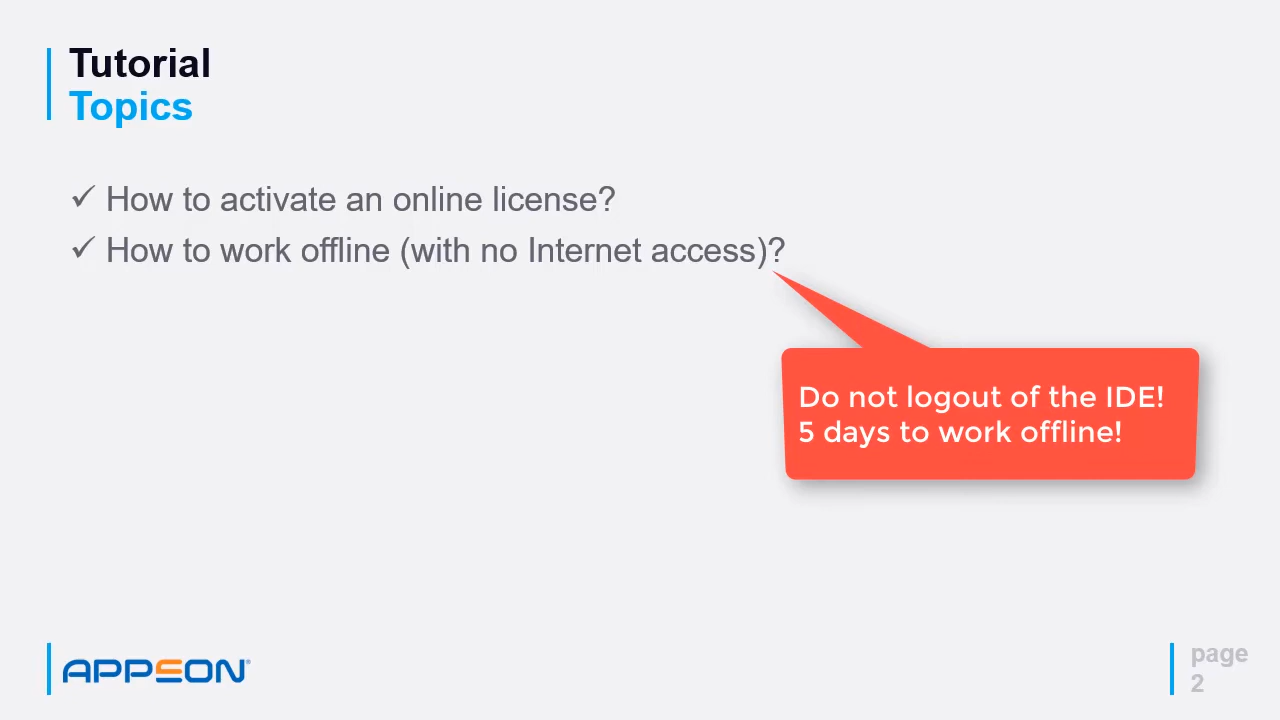 Tutorial
Topics
✓ How to activate an online license?
✓ How to work offline (with no Internet access)?
Do not logout of the IDE!
5 days to work offline!
APPEON®
page
2